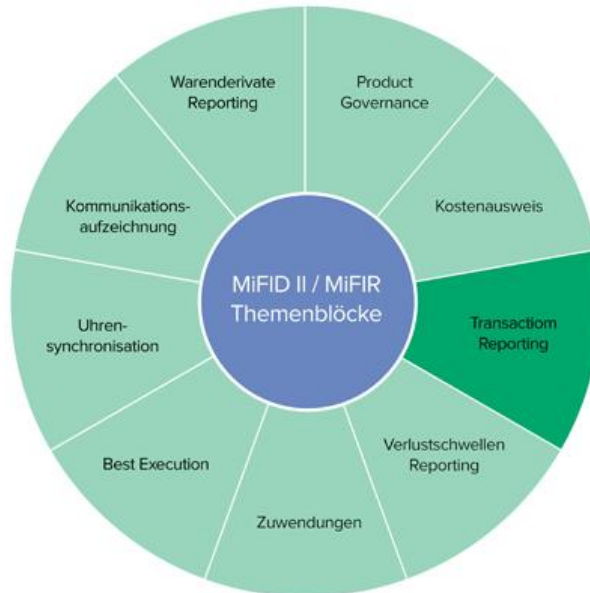 Warenderivate
Reporting
Product
Governance
Kommunikations-
aufzeichnung
Kostenausweis
MiFID II / MiFIR
Themenblöcke
Uhren-
synchronisation
Transactiom
Reporting
Best Execution
Verlustschwellen
Reporting
Zuwendungen